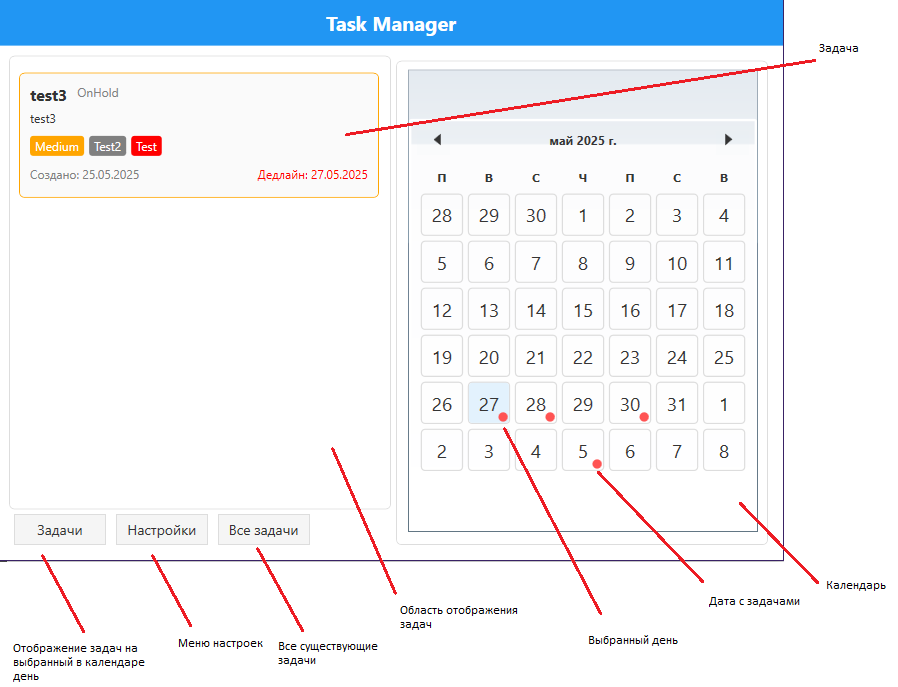 Task Manager
Задача
test3 OnHold
test3
Medium Test2 Test
Создано: 25.05.2025 Дедлайн: 27.05.2025
май 2025 г.
П В С Ч П С В
28 29 30 1 2 3 4
5 6 7 8 9 10 11
12 13 14 15 16 17 18
19 20 21 22 23 24 25
26 27 28 29 30 31 1
2 3 4 5 6 7 8
Задачи Настройки Все задачи
Календарь
Дата с задачами
Область отображения
задач
Выбранный день
Меню настроек
Все существующие
задачи
Отображение задач на
выбранный в календаре
день